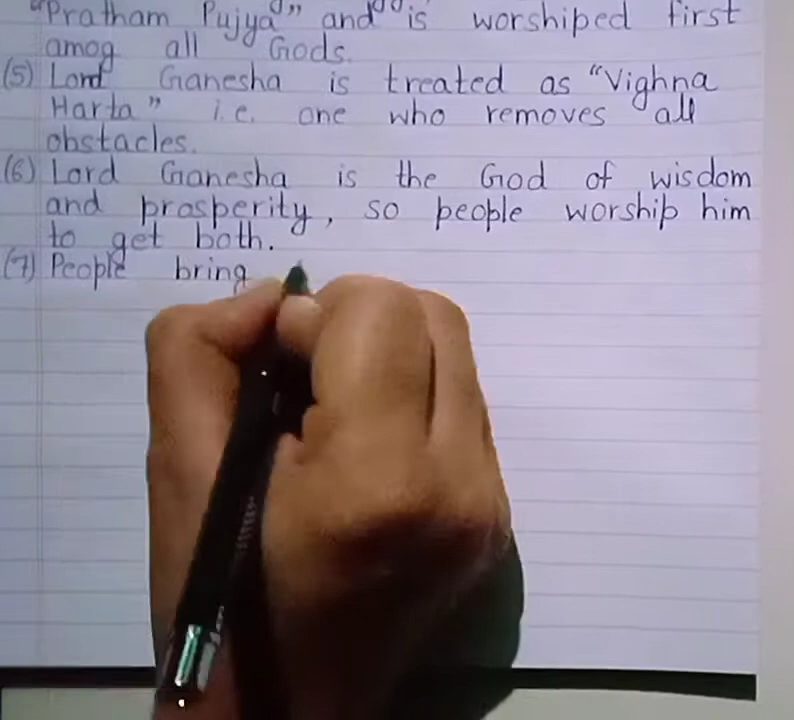 "Pratham Pujya" and is worshiped first
amog all Gods.
(5) Lord Ganesha is treated as "Vighna
Harta" i.e. one who removes all
obstacles.
(6) Lord Ganesha is the God of wisdom
and prosperity, so people worship him
to get both.
(7) People bring